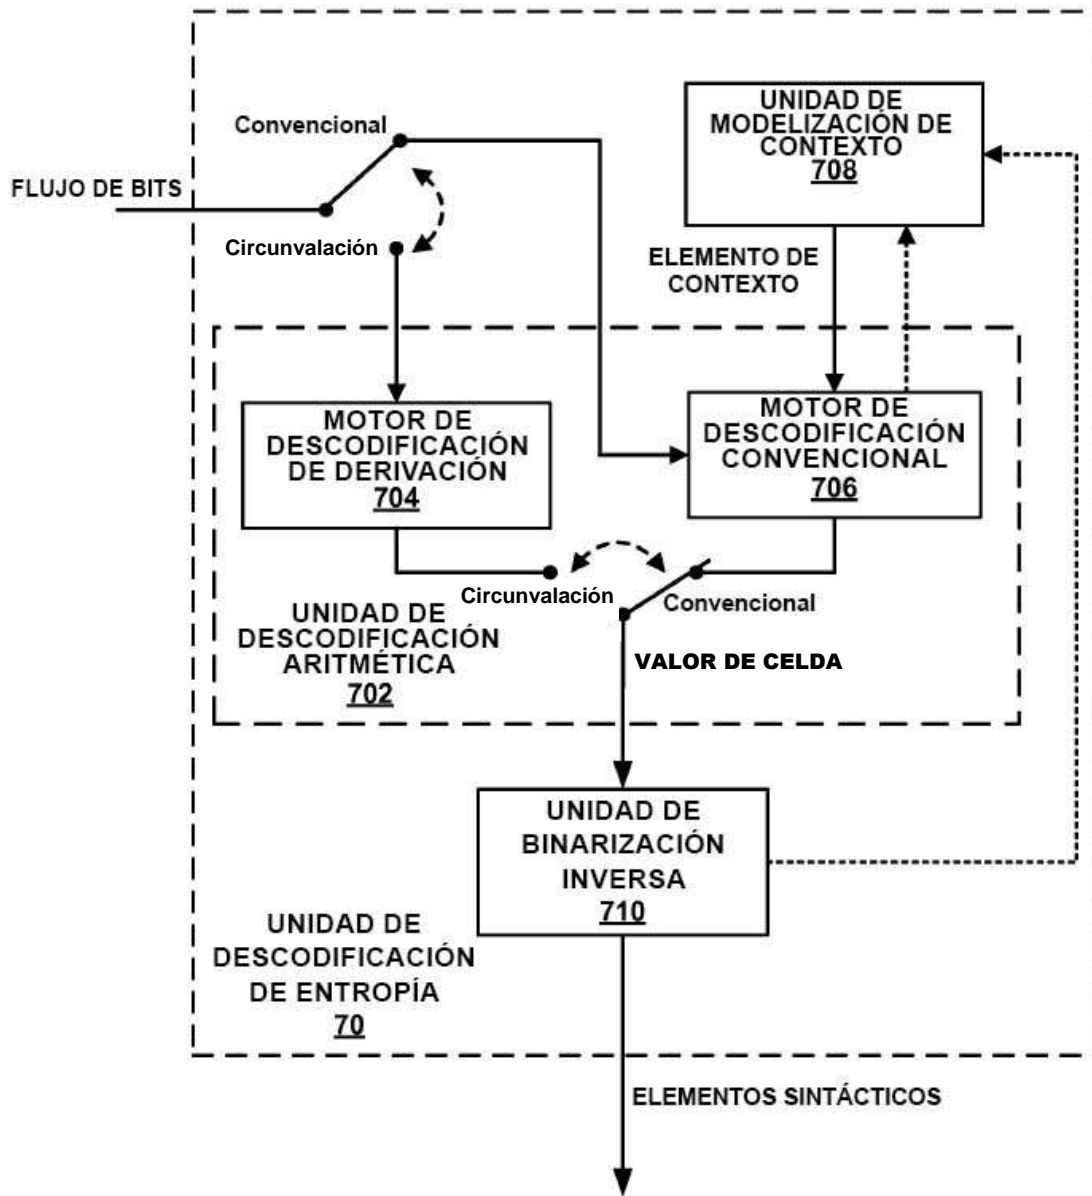 UNIDAD DE
MODELIZACIÓN DE
CONTEXTO
708
Convencional
FLUJO DE BITS
Circunvalación
ELEMENTO DE
CONTEXTO
MOTOR DE
DESCODIFICACIÓN
DE DERIVACIÓN
704
MOTOR DE
DESCODIFICACIÓN
CONVENCIONAL
706
Circunvalación
Convencional
UNIDAD DE
DESCODIFICACIÓN
ARITMÉTICA
702
VALOR DE CELDA
UNIDAD DE
BINARIZACIÓN
INVERSA
710
UNIDAD DE
DESCODIFICACIÓN
DE ENTROPÍA
70
ELEMENTOS SINTÁCTICOS